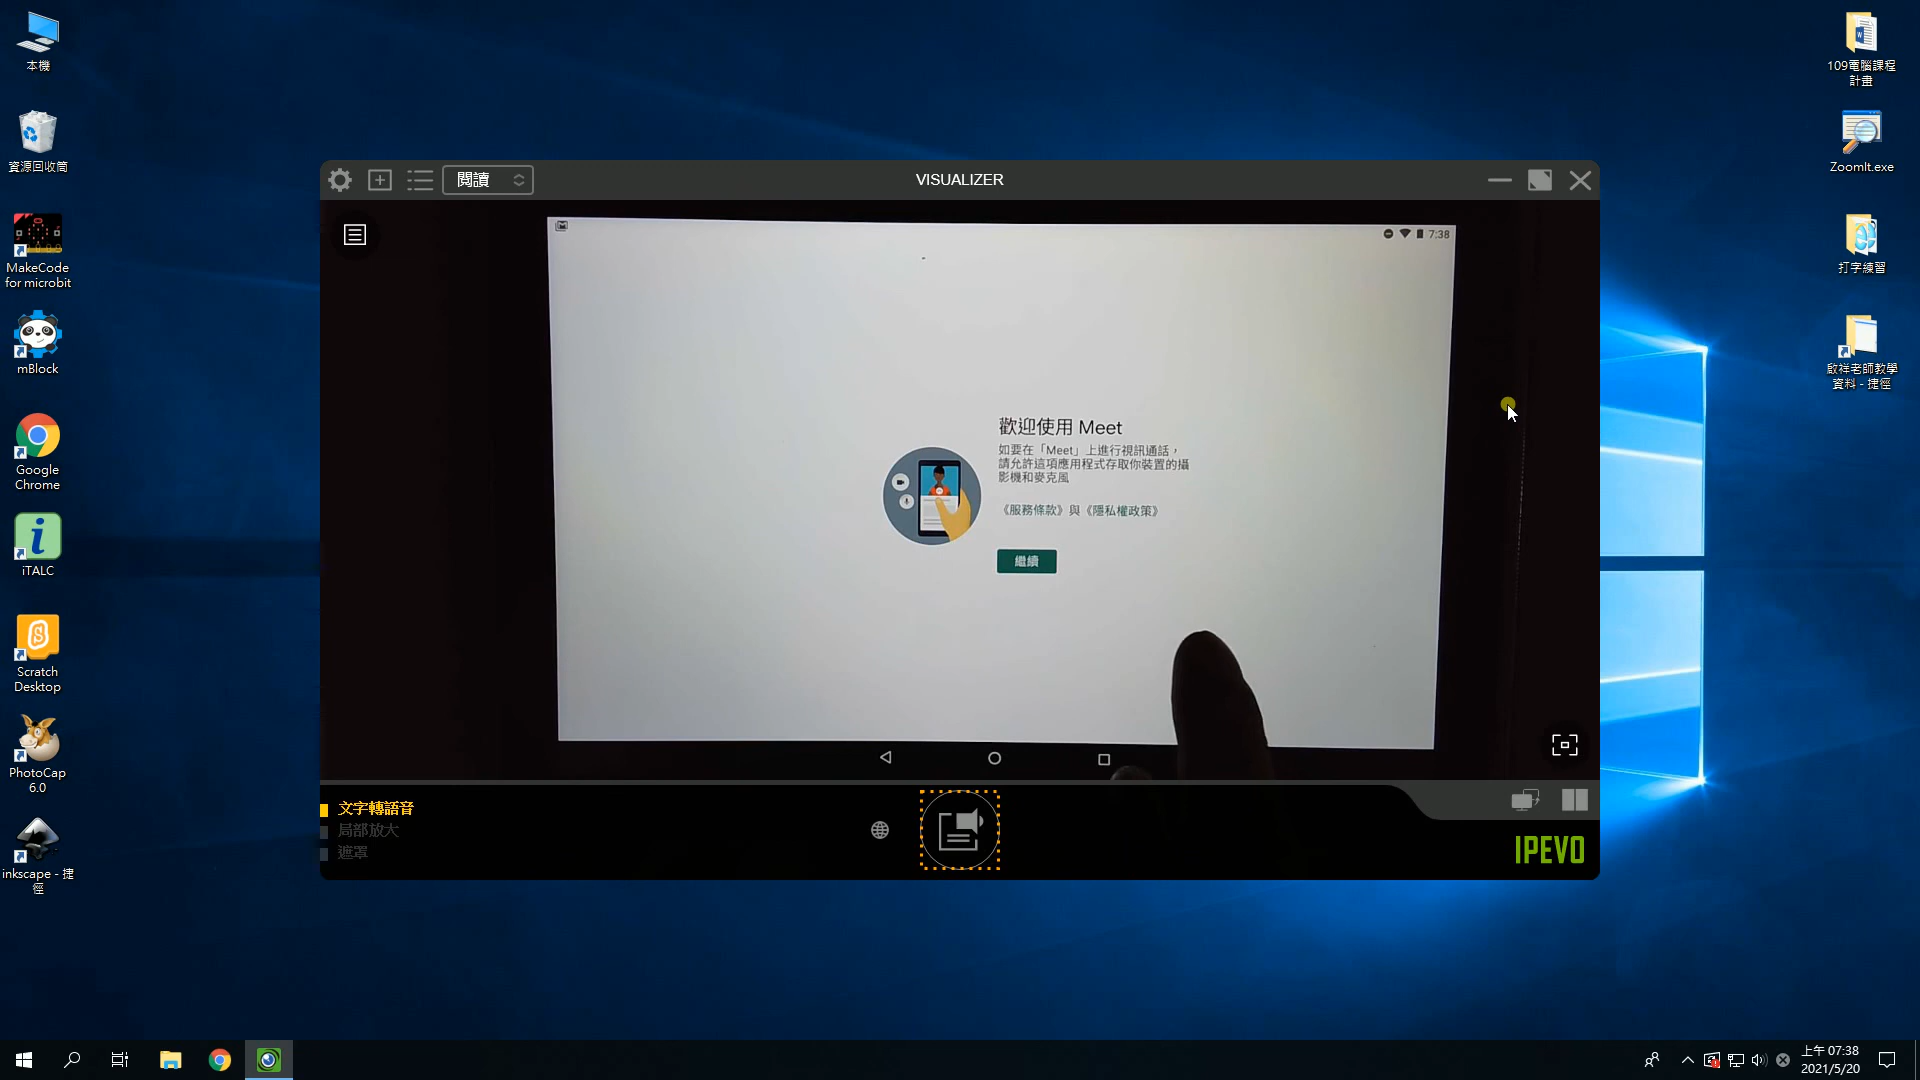 本機
資源回收筒
MakeCode
for microbit
mBlock
Google
Chrome
iTALC
Scratch
Desktop
PhotoCap
6.0
inkscape - 捷
徑
109電腦課程
計畫
ZoomIt.exe
打字練習
啟祥老師教學
資料 - 捷徑
閱讀
VISUALIZER
7:38
歡迎使用 Meet
如要在「Meet」上進行視訊通話，
請允許這項應用程式存取你裝置的攝
影機和麥克風
《服務條款》與《隱私權政策》
繼續
文字轉語音
局部放大
遮罩
IPEVO
上午 07:38
2021/5/20